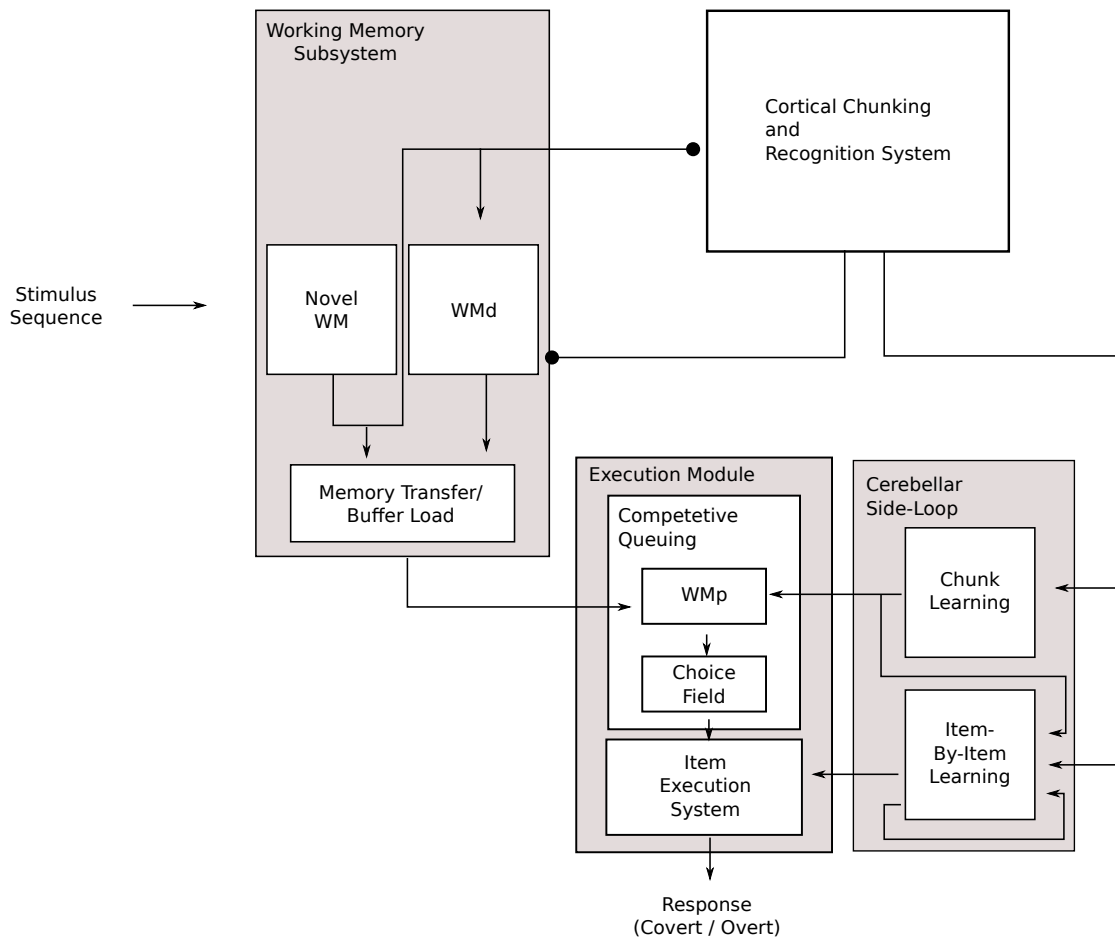 Working Memory
Subsystem
Cortical Chunking
and
Recognition System
Stimulus
Sequence
Novel
WM
WMd
Memory Transfer/
Buffer Load
Execution Module
Competetive
Queuing
WMp
Choice
Field
Item
Execution
System
Cerebellar
Side-Loop
Chunk
Learning
Item-
By-Item
Learning
Response
(Covert / Overt)